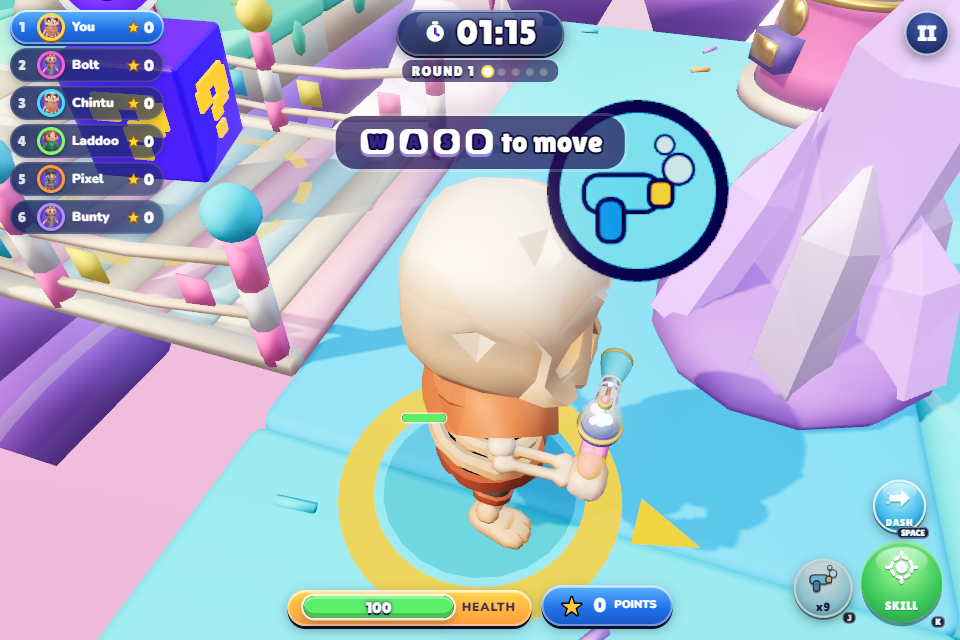 1 You 0
2 Bolt 0
3 Chintu 0
4 Laddoo 0
5 Pixel 0
6 Bunty 0
01:15
ROUND 1
W A S D to move
?
DASH
SPACE
x9
J
SKILL
K
100 HEALTH
0 POINTS